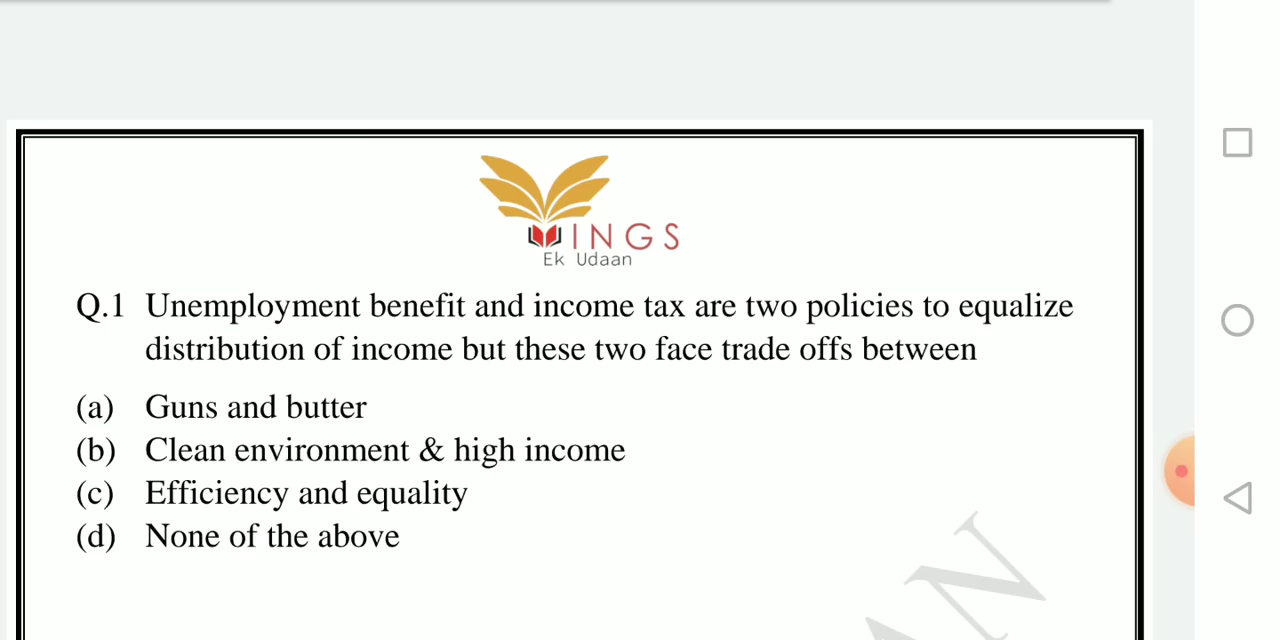 WINGS
Ek Udaan
Q.1 Unemployment benefit and income tax are two policies to equalize
distribution of income but these two face trade offs between
(a) Guns and butter
(b) Clean environment & high income
(c) Efficiency and equality
(d) None of the above